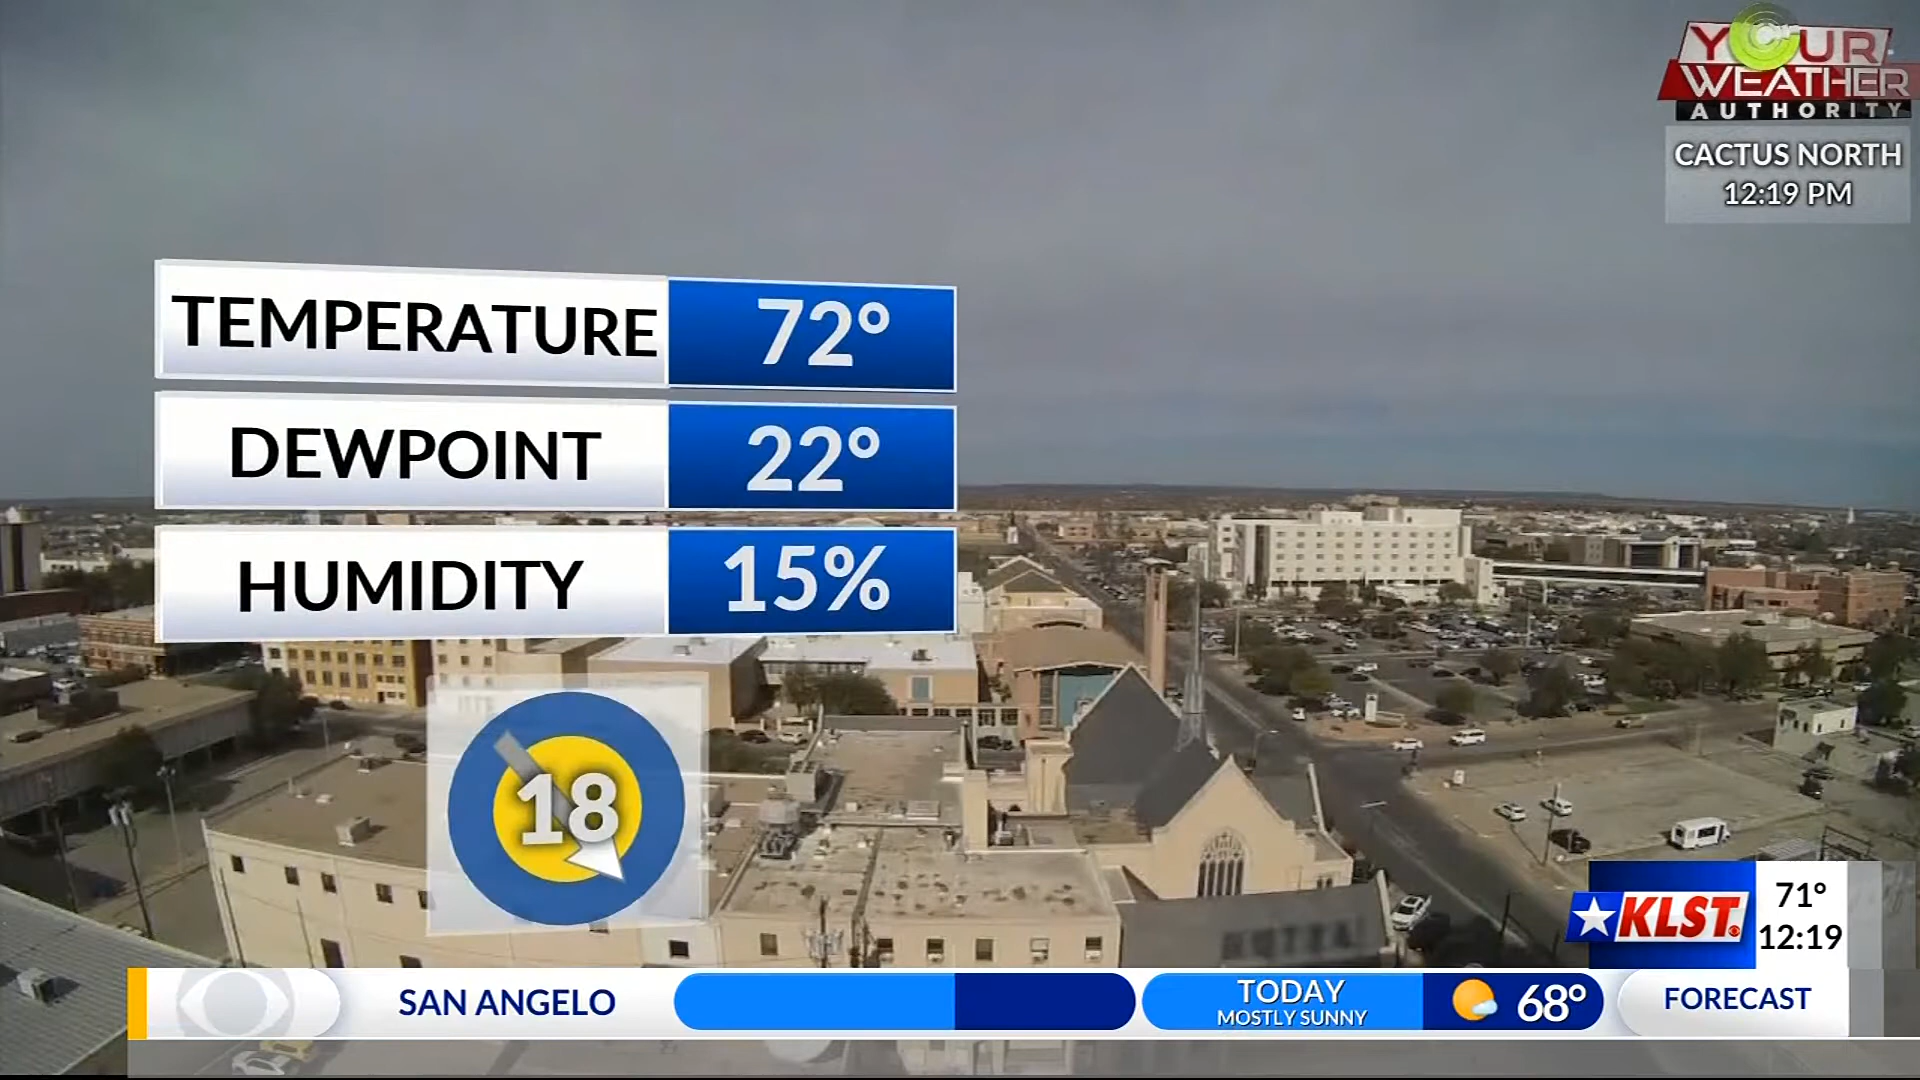 YOUR
WEATHER
AUTHORITY
CACTUS NORTH
12:19 PM
TEMPERATURE 72°
DEWPOINT 22°
HUMIDITY 15%
18
KLST
71°
12:19
SAN ANGELO
TODAY
MOSTLY SUNNY
68°
FORECAST